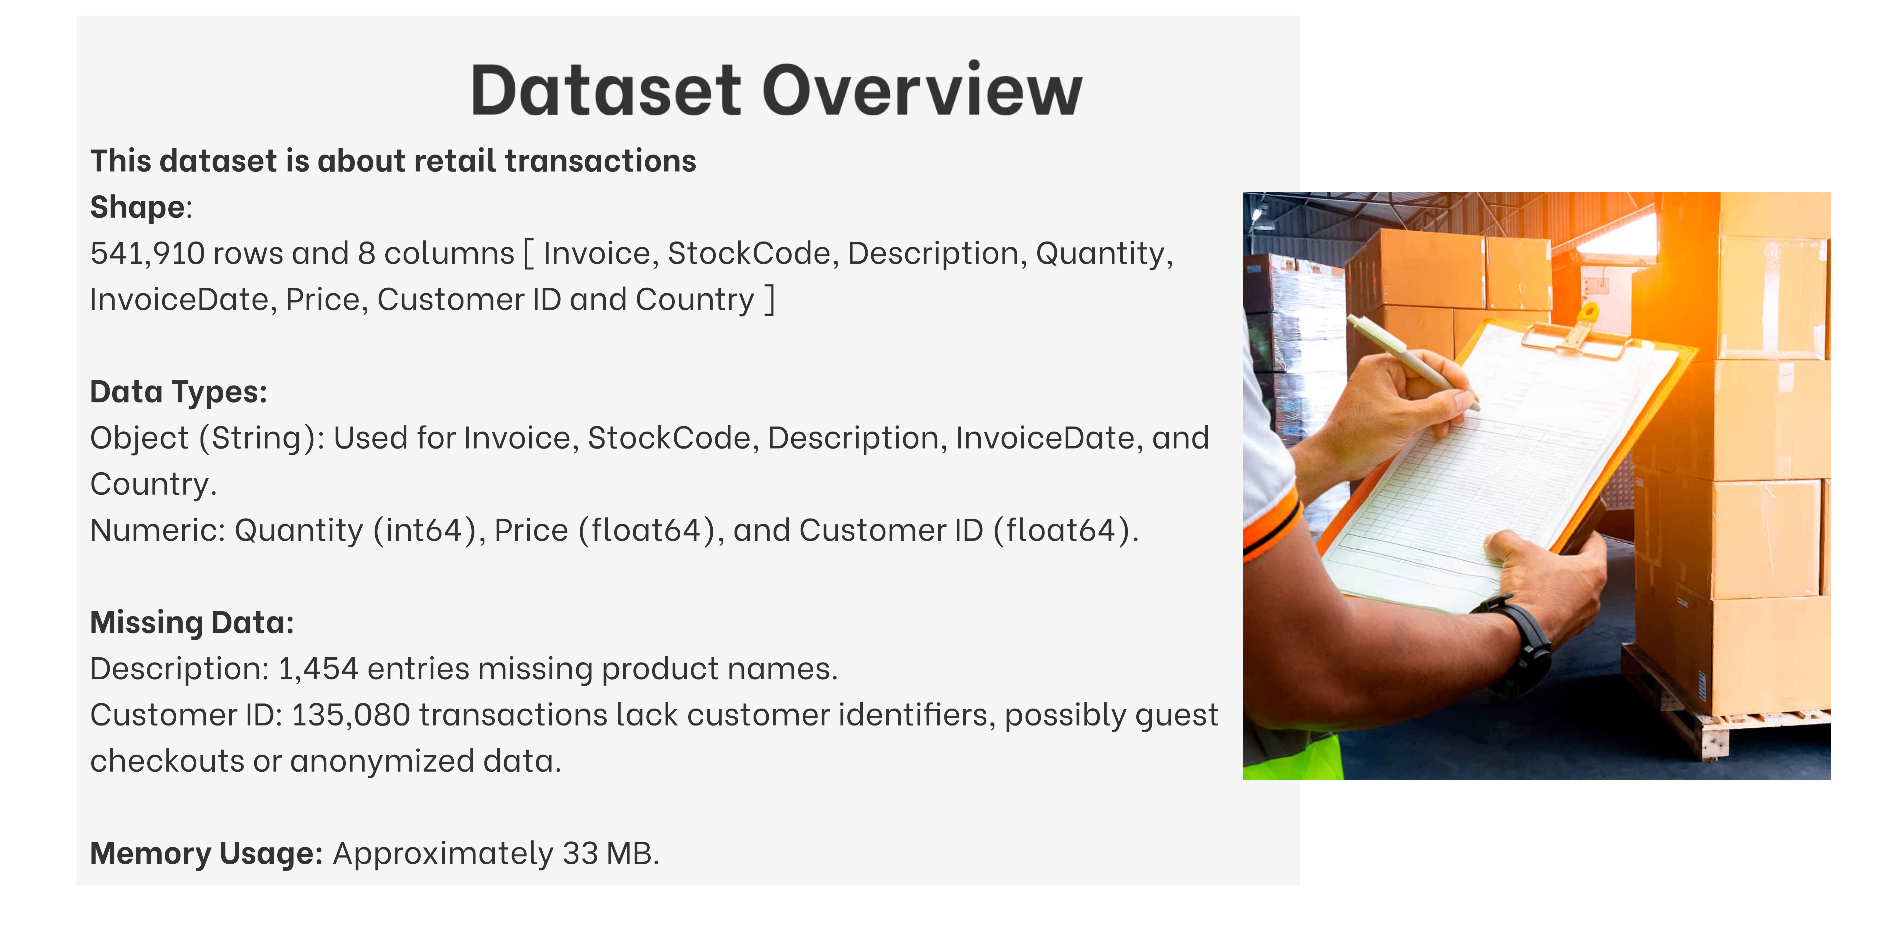 Dataset Overview
This dataset is about retail transactions
Shape:
541,910 rows and 8 columns [ Invoice, StockCode, Description, Quantity,
InvoiceDate, Price, Customer ID and Country ]
Data Types:
Object (String): Used for Invoice, StockCode, Description, InvoiceDate, and
Country.
Numeric: Quantity (int64), Price (float64), and Customer ID (float64).
Missing Data:
Description: 1,454 entries missing product names.
Customer ID: 135,080 transactions lack customer identifiers, possibly guest
checkouts or anonymized data.
Memory Usage: Approximately 33 MB.